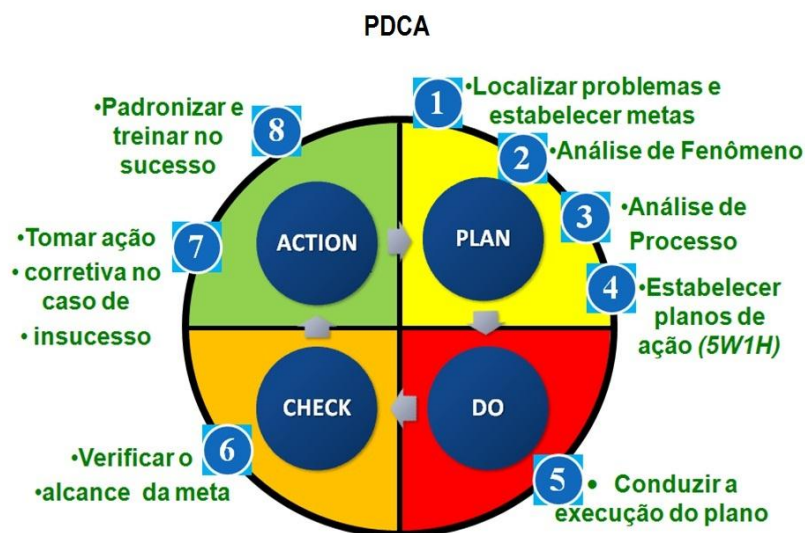 PDCA
1
•Localizar problemas e
estabelecer metas
2
•Análise de Fenômeno
3
•Análise de
Processo
4
•Estabelecer
planos de
ação (5W1H)
5
• Conduzir a
execução do plano
6
•Verificar o
•alcance da meta
7
•Tomar ação
• corretiva no
caso de
• insucesso
8
•Padronizar e
treinar no
sucesso
ACTION
PLAN
CHECK
DO